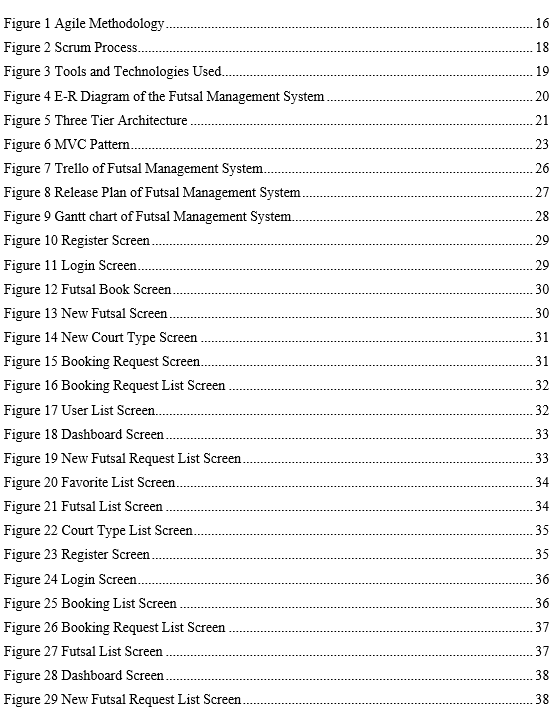 Figure 1 Agile Methodology........16
Figure 2 Scrum Process........18
Figure 3 Tools and Technologies Used........19
Figure 4 E-R Diagram of the Futsal Management System........20
Figure 5 Three Tier Architecture........21
Figure 6 MVC Pattern........23
Figure 7 Trello of Futsal Management System........26
Figure 8 Release Plan of Futsal Management System........27
Figure 9 Gantt chart of Futsal Management System........28
Figure 10 Register Screen........29
Figure 11 Login Screen........29
Figure 12 Futsal Book Screen........30
Figure 13 New Futsal Screen........30
Figure 14 New Court Type Screen........31
Figure 15 Booking Request Screen........31
Figure 16 Booking Request List Screen........32
Figure 17 User List Screen........32
Figure 18 Dashboard Screen........33
Figure 19 New Futsal Request List Screen........33
Figure 20 Favorite List Screen........34
Figure 21 Futsal List Screen........34
Figure 22 Court Type List Screen........35
Figure 23 Register Screen........35
Figure 24 Login Screen........36
Figure 25 Booking List Screen........36
Figure 26 Booking Request List Screen........37
Figure 27 Futsal List Screen........37
Figure 28 Dashboard Screen........38
Figure 29 New Futsal Request List Screen........38